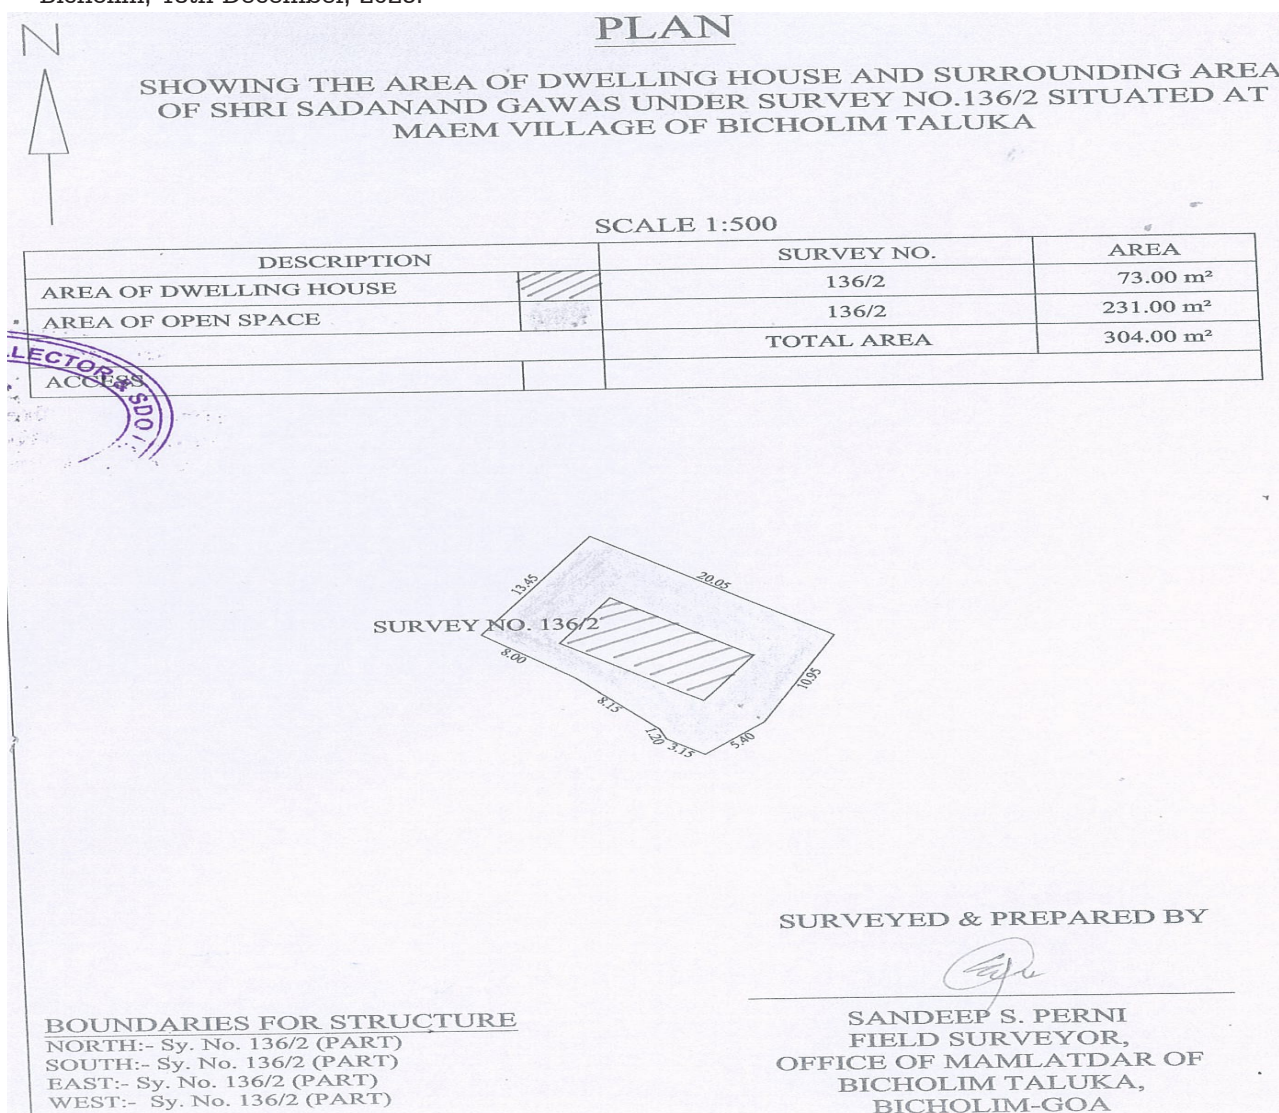 N
PLAN
SHOWING THE AREA OF DWELLING HOUSE AND SURROUNDING AREA
OF SHRI SADANAND GAWAS UNDER SURVEY NO.136/2 SITUATED AT
MAEM VILLAGE OF BICHOLIM TALUKA
SCALE 1:500
DESCRIPTION SURVEY NO. AREA
AREA OF DWELLING HOUSE 136/2 73.00 m²
AREA OF OPEN SPACE 136/2 231.00 m²
TOTAL AREA 304.00 m²
ACCESS
LLECTOR & SDO
13.45
20.05
SURVEY NO. 136/2
8.00
10.95
8.15
1.20
3.15
5.40
SURVEYED & PREPARED BY
SANDEEP S. PERNI
FIELD SURVEYOR,
OFFICE OF MAMLATDAR OF
BICHOLIM TALUKA,
BICHOLIM-GOA
BOUNDARIES FOR STRUCTURE
NORTH:- Sy. No. 136/2 (PART)
SOUTH:- Sy. No. 136/2 (PART)
EAST:- Sy. No. 136/2 (PART)
WEST:- Sy. No. 136/2 (PART)